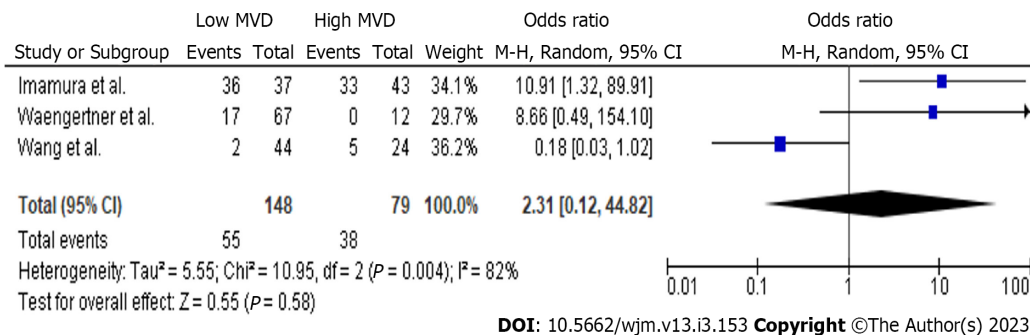 Low MVD High MVD Odds ratio Odds ratio
Study or Subgroup Events Total Events Total Weight M-H, Random, 95% CI M-H, Random, 95% CI
Imamura et al. 36 37 33 43 34.1% 10.91 [1.32, 89.91]
Waengertner et al. 17 67 0 12 29.7% 8.66 [0.49, 154.10]
Wang et al. 2 44 5 24 36.2% 0.18 [0.03, 1.02]
Total (95% CI) 148 79 100.0% 2.31 [0.12, 44.82]
Total events 55 38
Heterogeneity: Tau² = 5.55; Chi² = 10.95, df = 2 (P = 0.004); I² = 82%
Test for overall effect: Z = 0.55 (P = 0.58)
0.01 0.1 1 10 100
DOI: 10.5662/wjm.v13.i3.153 Copyright ©The Author(s) 2023